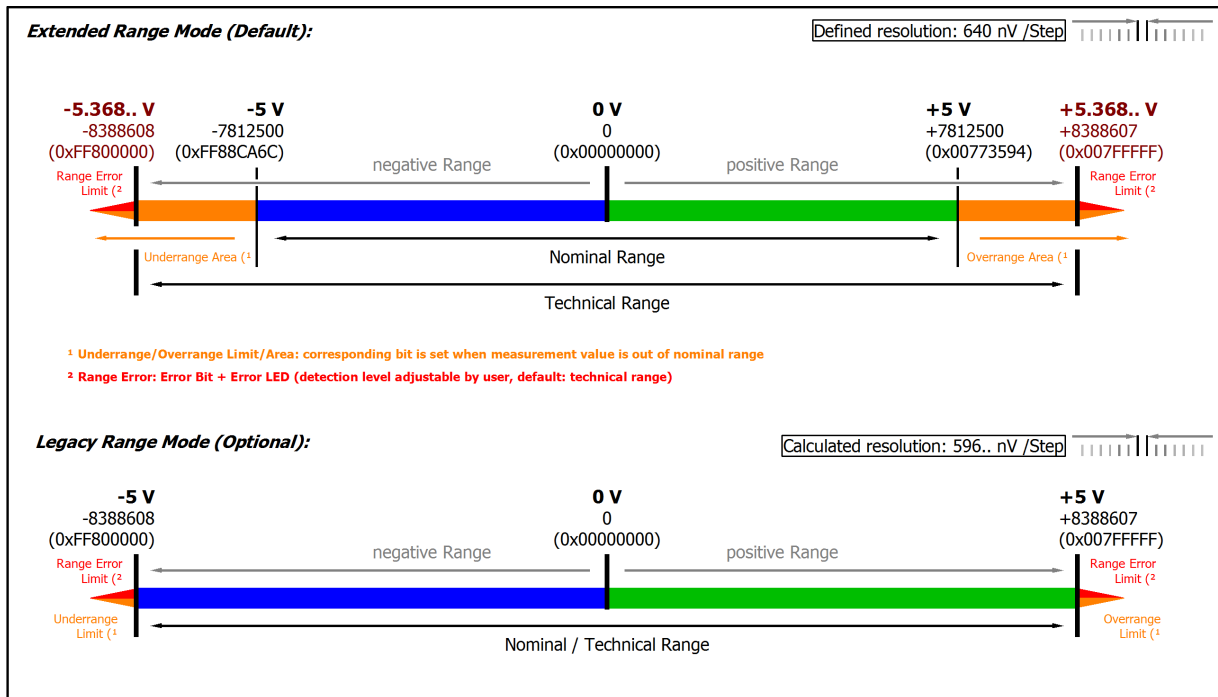 Extended Range Mode (Default):
Defined resolution: 640 nV /Step
-5.368.. V
-8388608
(0xFF800000)
-5 V
-7812500
(0xFF88CA6C)
0 V
0
(0x00000000)
+5 V
+7812500
(0x00773594)
+5.368.. V
+8388607
(0x007FFFFF)
negative Range
positive Range
Range Error
Limit (²
Range Error
Limit (²
Underrange Area (¹
Nominal Range
Overrange Area (¹
Technical Range
¹ Underrange/Overrange Limit/Area: corresponding bit is set when measurement value is out of nominal range
² Range Error: Error Bit + Error LED (detection level adjustable by user, default: technical range)
Legacy Range Mode (Optional):
Calculated resolution: 596.. nV /Step
-5 V
-8388608
(0xFF800000)
0 V
0
(0x00000000)
+5 V
+8388607
(0x007FFFFF)
negative Range
positive Range
Range Error
Limit (²
Range Error
Limit (²
Underrange
Limit (¹
Overrange
Limit (¹
Nominal / Technical Range